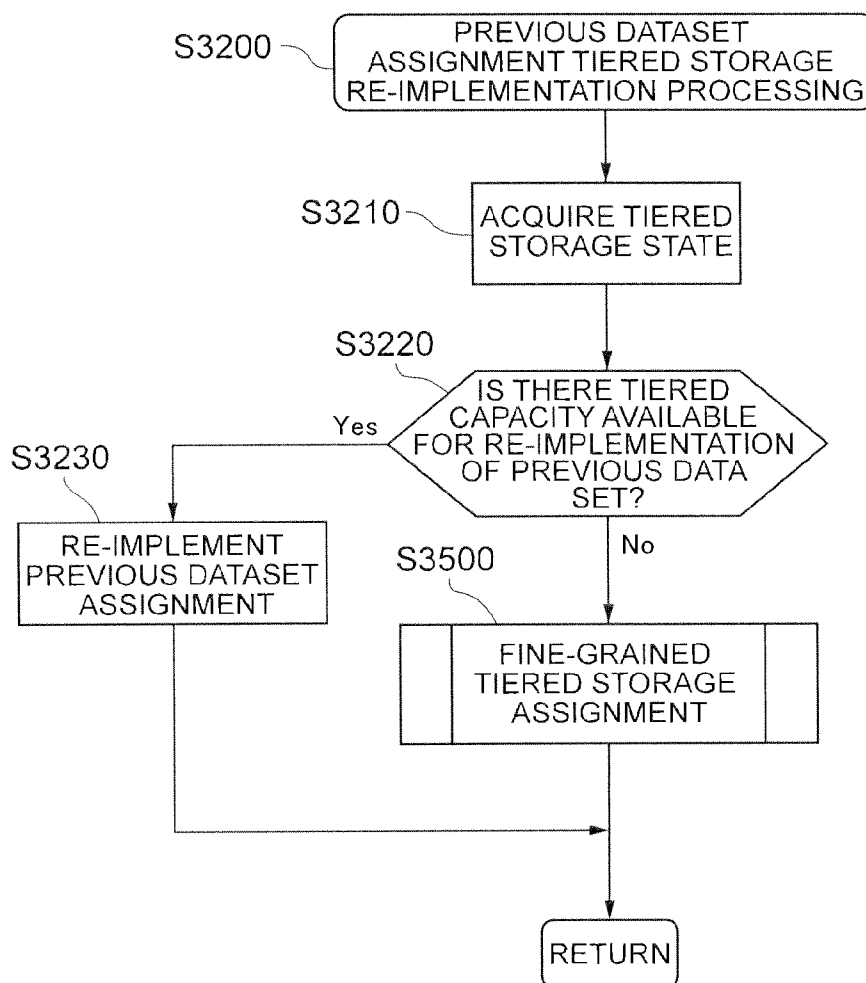 S3200
PREVIOUS DATASET
ASSIGNMENT TIERED STORAGE
RE-IMPLEMENTATION PROCESSING
S3210
ACQUIRE TIERED
STORAGE STATE
S3220
IS THERE TIERED
CAPACITY AVAILABLE
FOR RE-IMPLEMENTATION
OF PREVIOUS DATA
SET?
Yes
S3230
RE-IMPLEMENT
PREVIOUS DATASET
ASSIGNMENT
No
S3500
FINE-GRAINED
TIERED STORAGE
ASSIGNMENT
RETURN